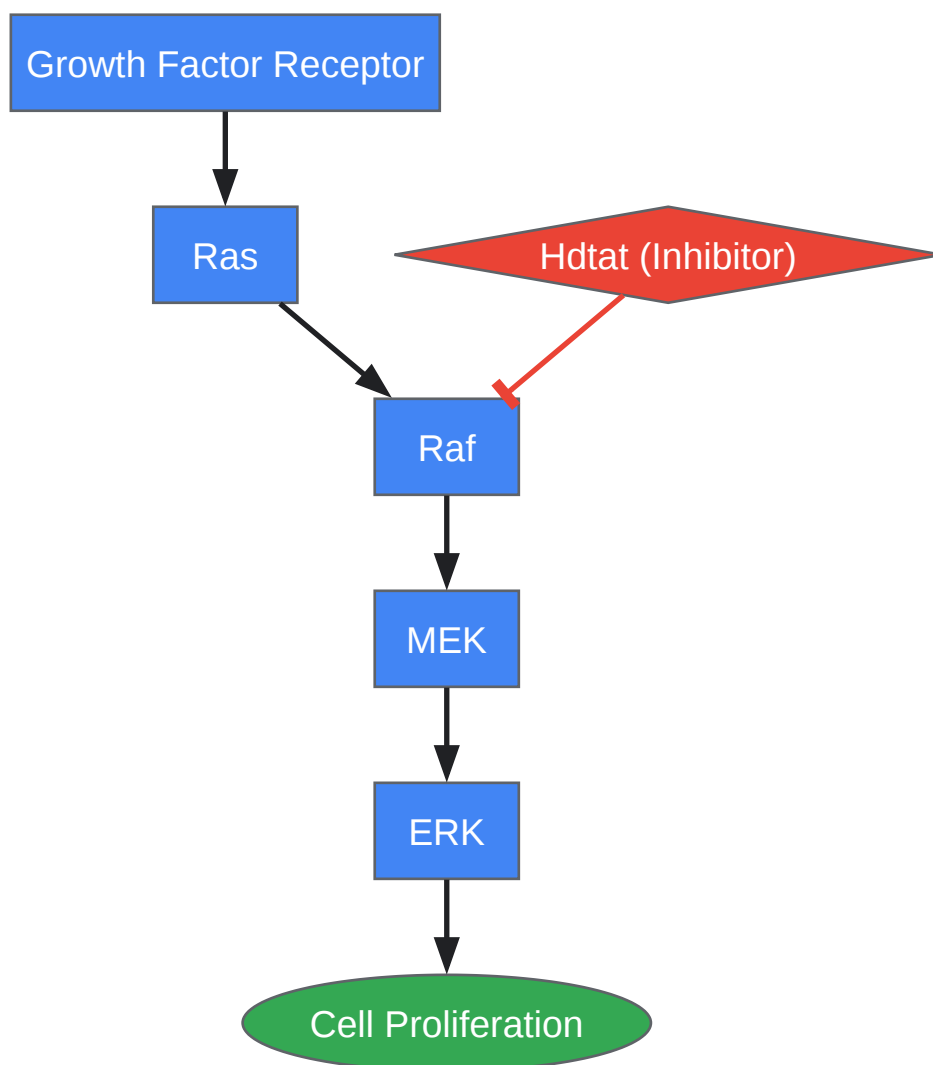 Growth Factor Receptor
Ras
Hdtat (Inhibitor)
Raf
MEK
ERK
Cell Proliferation